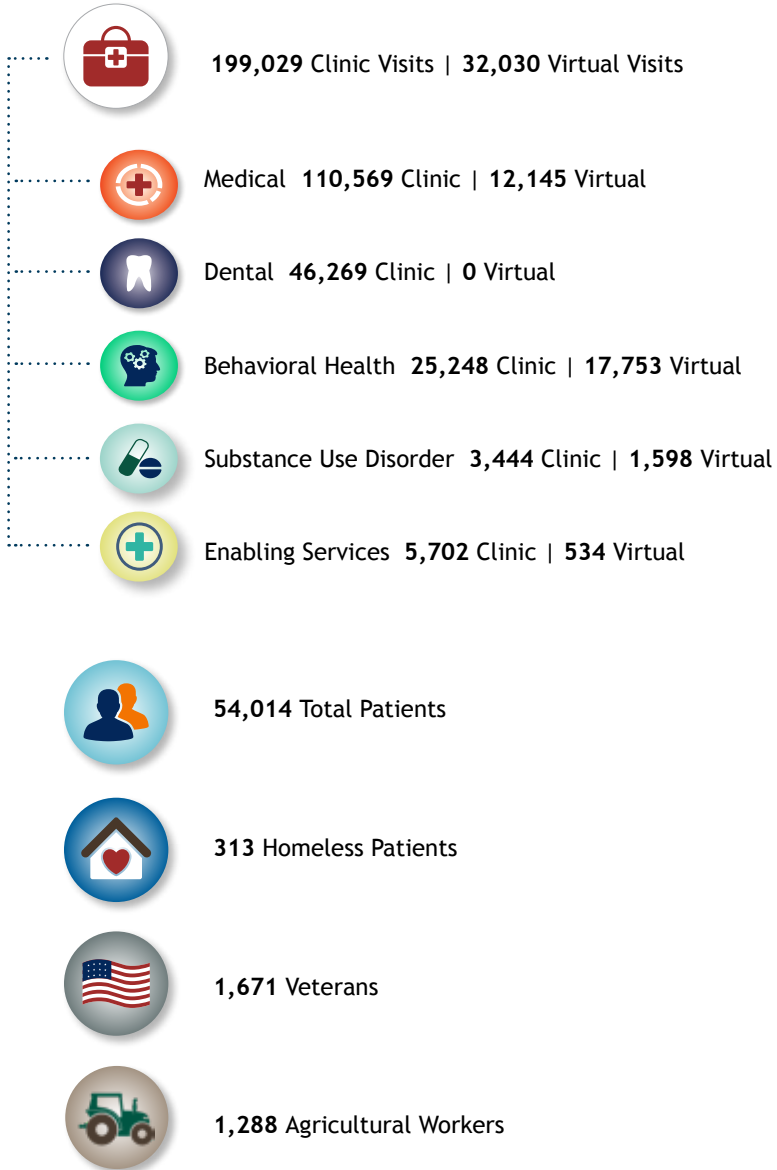 199,029 Clinic Visits | 32,030 Virtual Visits
Medical 110,569 Clinic | 12,145 Virtual
Dental 46,269 Clinic | 0 Virtual
Behavioral Health 25,248 Clinic | 17,753 Virtual
Substance Use Disorder 3,444 Clinic | 1,598 Virtual
Enabling Services 5,702 Clinic | 534 Virtual
54,014 Total Patients
313 Homeless Patients
1,671 Veterans
1,288 Agricultural Workers